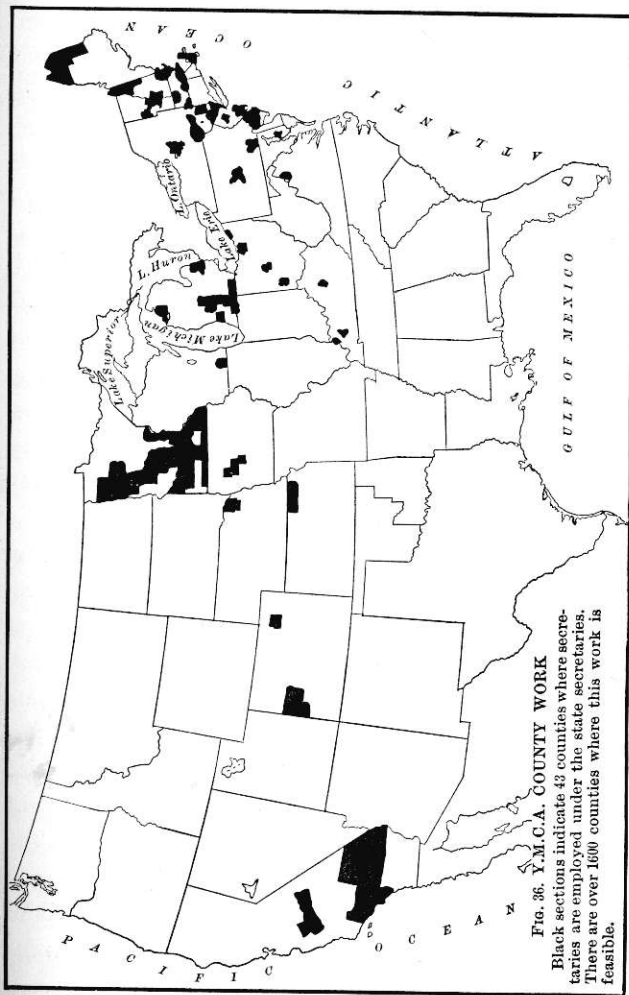 PACIFIC
OCEAN
Lake Superior
Lake Michigan
L. Huron
Lake Erie
L. Ontario
ATLANTIC
OCEAN
GULF OF MEXICO
FIG. 36. Y.M.C.A. COUNTY WORK
Black sections indicate 43 counties where secre-
taries are employed under the state secretaries.
There are over 1600 counties where this work is
feasible.